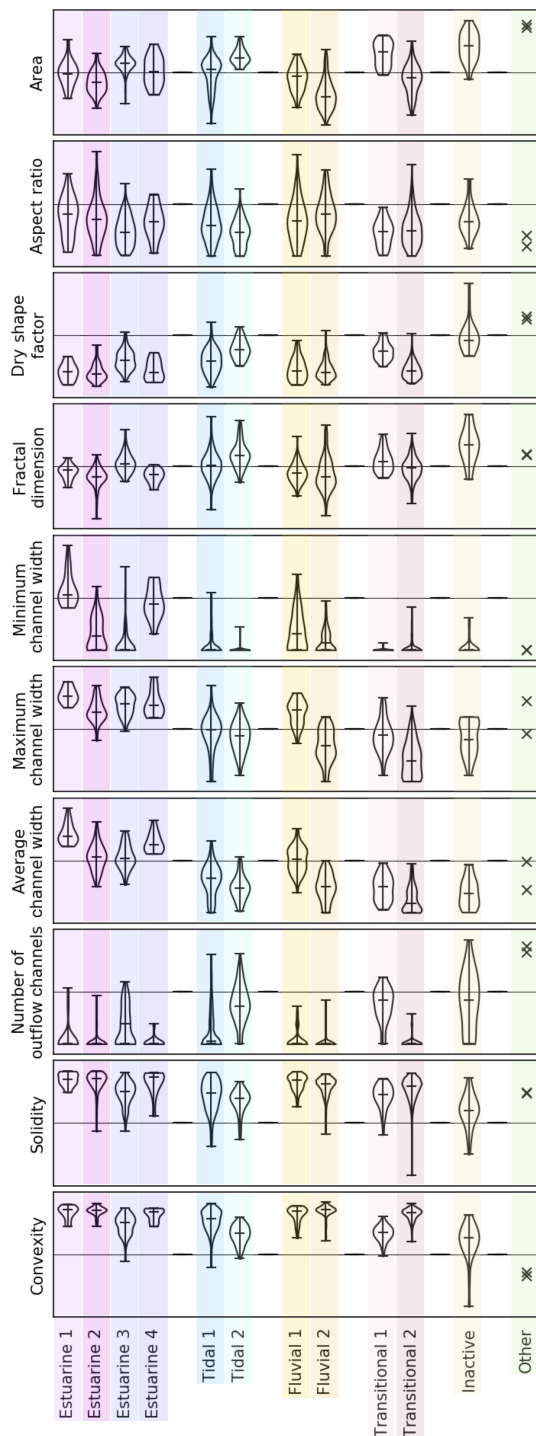 Area
Aspect ratio
Dry shape
factor
Fractal
dimension
Minimum
channel width
Maximum
channel width
Average
channel width
Number of
outflow channels
Solidity
Convexity
Estuarine 1
Estuarine 2
Estuarine 3
Estuarine 4
Tidal 1
Tidal 2
Fluvial 1
Fluvial 2
Transitional 1
Transitional 2
Inactive
Other